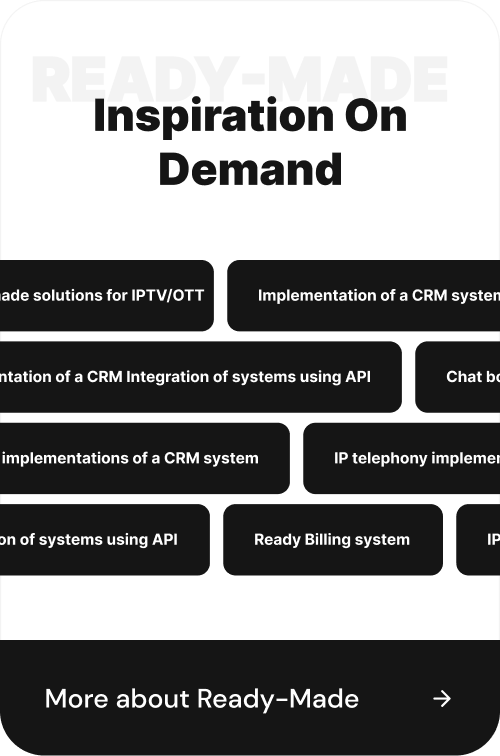 READY-MADE
Inspiration On
Demand
made solutions for IPTV/OTT
Implementation of a CRM system
ntation of a CRM Integration of systems using API
Chat bo
implementations of a CRM system
IP telephony implemen
on of systems using API
Ready Billing system
IP
More about Ready-Made